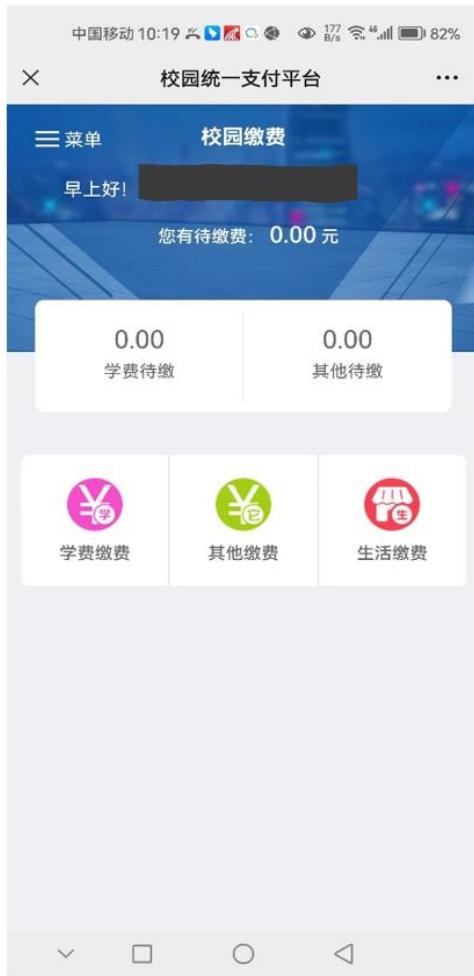 中国移动 10:19 177 B/s 46 82%
校园统一支付平台
菜单 校园缴费
早上好!
您有待缴费: 0.00 元
0.00 0.00
学费待缴 其他待缴
学 它 生
学费缴费 其他缴费 生活缴费